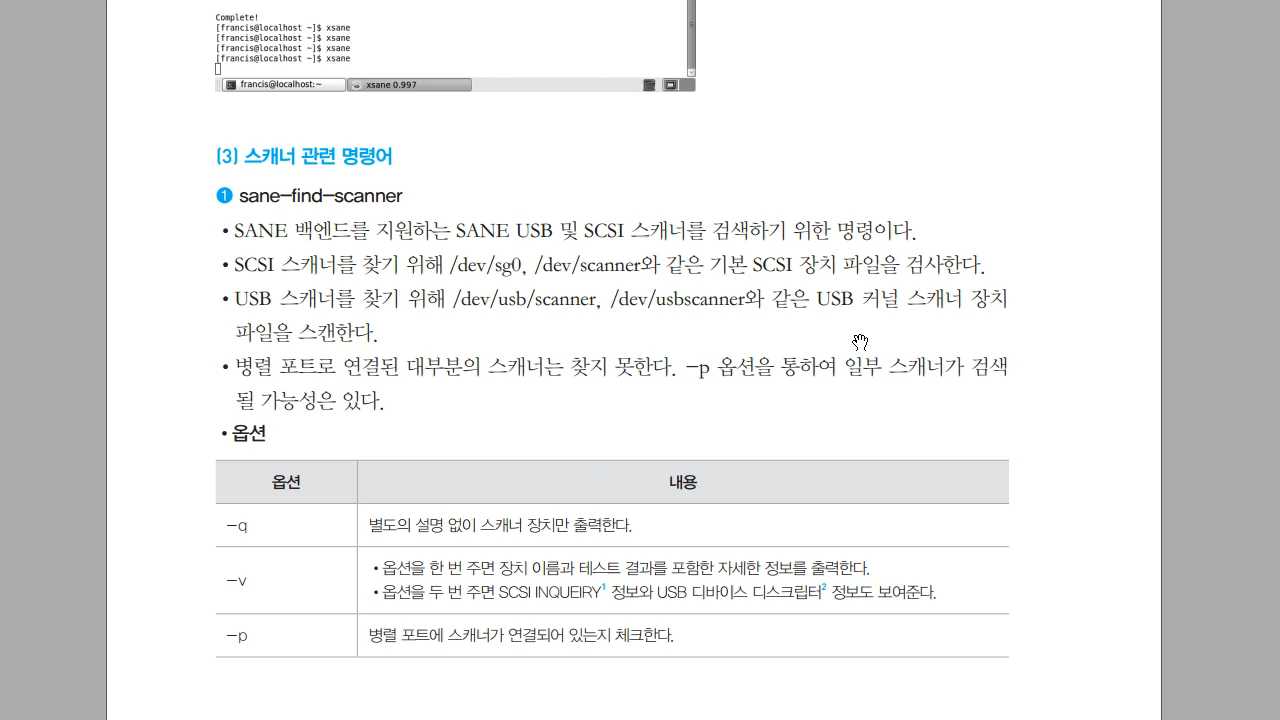 Complete!
[francis@localhost ~]$ xsane
[francis@localhost ~]$ xsane
[francis@localhost ~]$ xsane
[francis@localhost ~]$ xsane
francis@localhost:~ xsane 0.997
(3) 스캐너 관련 명령어
1 sane-find-scanner
• SANE 백엔드를 지원하는 SANE USB 및 SCSI 스캐너를 검색하기 위한 명령이다.
• SCSI 스캐너를 찾기 위해 /dev/sg0, /dev/scanner와 같은 기본 SCSI 장치 파일을 검사한다.
• USB 스캐너를 찾기 위해 /dev/usb/scanner, /dev/usbscanner와 같은 USB 커널 스캐너 장치
파일을 스캔한다.
• 병렬 포트로 연결된 대부분의 스캐너는 찾지 못한다. -p 옵션을 통하여 일부 스캐너가 검색
될 가능성은 있다.
• 옵션
옵션 내용
-q 별도의 설명 없이 스캐너 장치만 출력한다.
-v • 옵션을 한 번 주면 장치 이름과 테스트 결과를 포함한 자세한 정보를 출력한다.
• 옵션을 두 번 주면 SCSI INQUEIRY1 정보와 USB 디바이스 디스크립터2 정보도 보여준다.
-p 병렬 포트에 스캐너가 연결되어 있는지 체크한다.